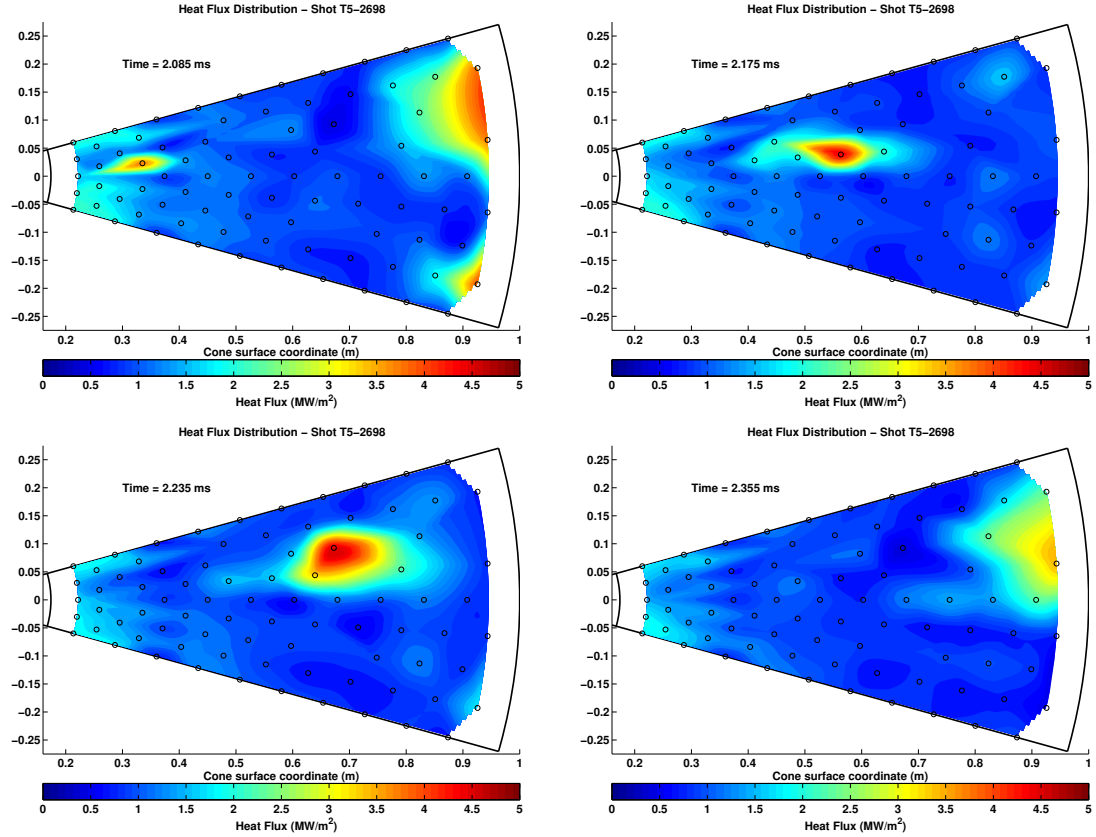 Heat Flux Distribution − Shot T5−2698
Time = 2.085 ms
0.25
0.2
0.15
0.1
0.05
0
−0.05
−0.1
−0.15
−0.2
−0.25
0.2 0.3 0.4 0.5 0.6 0.7 0.8 0.9 1
Cone surface coordinate (m)
0 0.5 1 1.5 2 2.5 3 3.5 4 4.5 5
Heat Flux (MW/m²)
Heat Flux Distribution − Shot T5−2698
Time = 2.175 ms
0.25
0.2
0.15
0.1
0.05
0
−0.05
−0.1
−0.15
−0.2
−0.25
0.2 0.3 0.4 0.5 0.6 0.7 0.8 0.9 1
Cone surface coordinate (m)
0 0.5 1 1.5 2 2.5 3 3.5 4 4.5 5
Heat Flux (MW/m²)
Heat Flux Distribution − Shot T5−2698
Time = 2.235 ms
0.25
0.2
0.15
0.1
0.05
0
−0.05
−0.1
−0.15
−0.2
−0.25
0.2 0.3 0.4 0.5 0.6 0.7 0.8 0.9 1
Cone surface coordinate (m)
0 0.5 1 1.5 2 2.5 3 3.5 4 4.5 5
Heat Flux (MW/m²)
Heat Flux Distribution − Shot T5−2698
Time = 2.355 ms
0.25
0.2
0.15
0.1
0.05
0
−0.05
−0.1
−0.15
−0.2
−0.25
0.2 0.3 0.4 0.5 0.6 0.7 0.8 0.9 1
Cone surface coordinate (m)
0 0.5 1 1.5 2 2.5 3 3.5 4 4.5 5
Heat Flux (MW/m²)